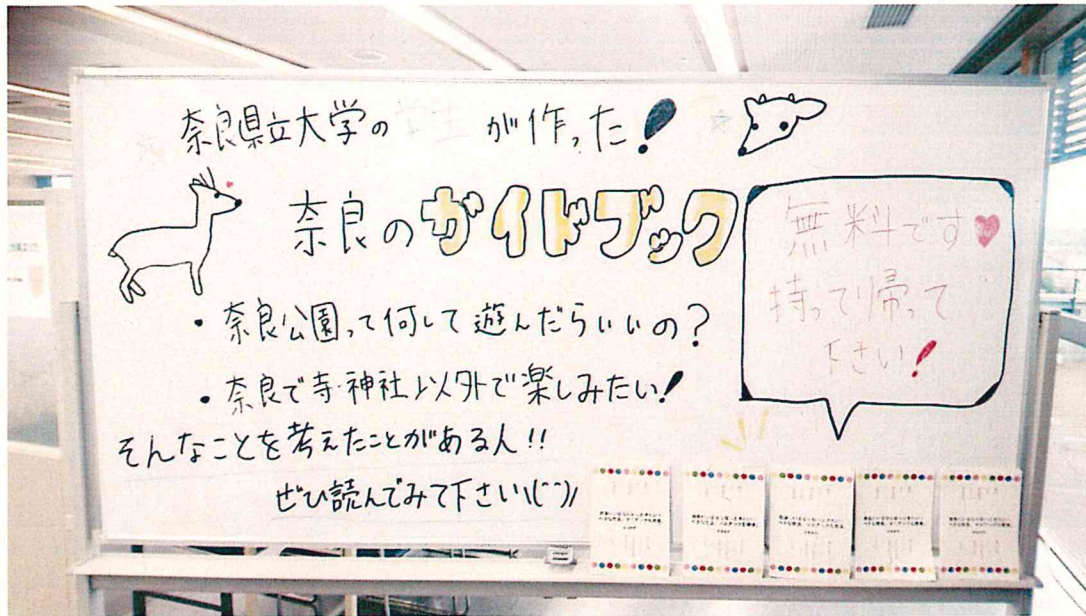 奈良県立大学の学生が作った!
奈良のガイドブック
・奈良公園って何して遊んだらいいの?
・奈良で寺・神社以外で楽しみたい!
そんなことを考えたことがある人!!
ぜひ読んでみて下さい\(^^)/
無料です♥
持って帰って
下さい!